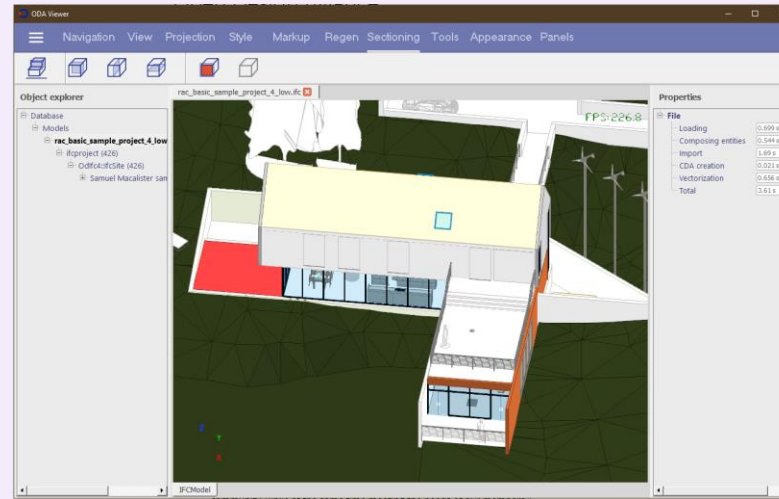 ODA Viewer
Navigation View Projection Style Markup Regen Sectioning Tools Appearance Panels
Object explorer
rac_basic_sample_project_4_low.ifc
Properties
Database
Models
rac_basic_sample_project_4_low
ifcproject (426)
OdIfc4::IfcSite (426)
Samuel Macalister san
FPS:226.8
File
Loading 0.699 s
Composing entities 0.544 s
Import 1.69 s
CDA creation 0.021 s
Vectorization 0.656 s
Total 3.61 s
Z
Y
X
IFCModel